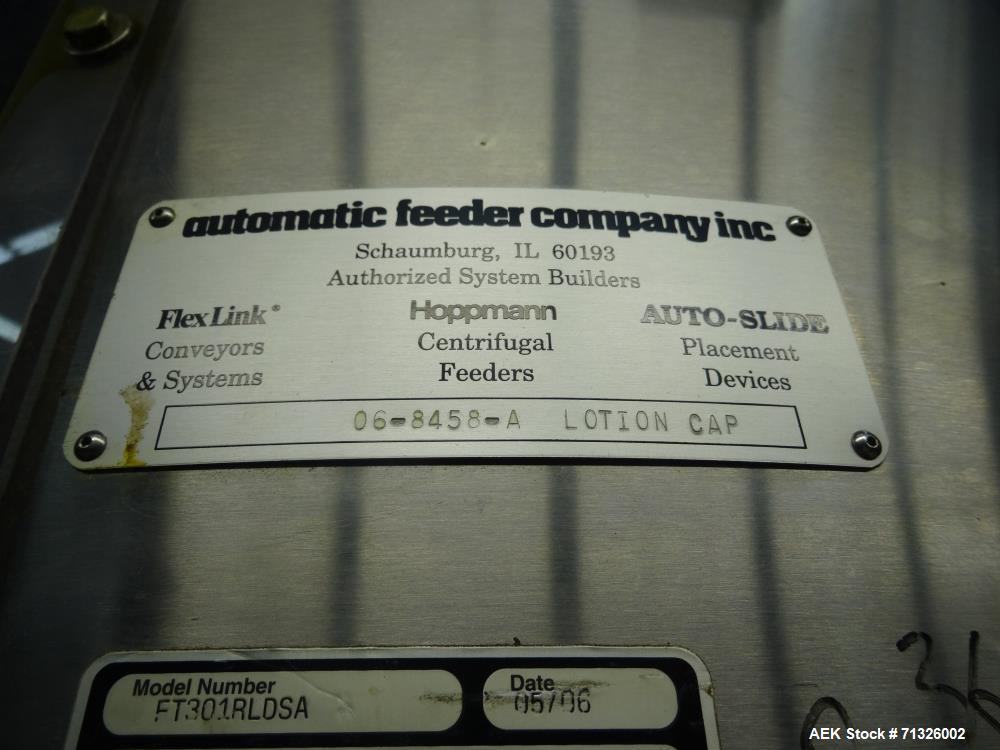 automatic feeder company inc
Schaumburg, IL 60193
Authorized System Builders
FlexLink® Hoppmann AUTO-SLIDE
Conveyors Centrifugal Placement
& Systems Feeders Devices
06-8458-A LOTION CAP
Model Number Date
FT301RLDSA 05/06
AEK Stock # 71326002